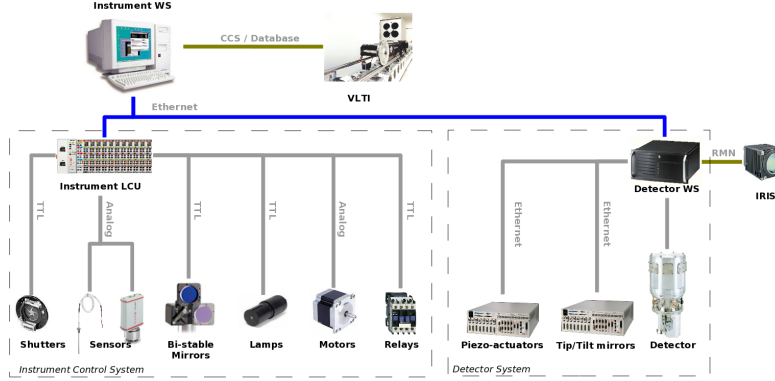 Instrument WS
CCS / Database
VLTI
Ethernet
Instrument LCU
Detector WS
RMN
IRIS
TTL
Analog
TTL
TTL
Analog
TTL
Ethernet
Ethernet
Shutters
Sensors
Bi-stable
Mirrors
Lamps
Motors
Relays
Piezo-actuators
Tip/Tilt mirrors
Detector
Instrument Control System
Detector System